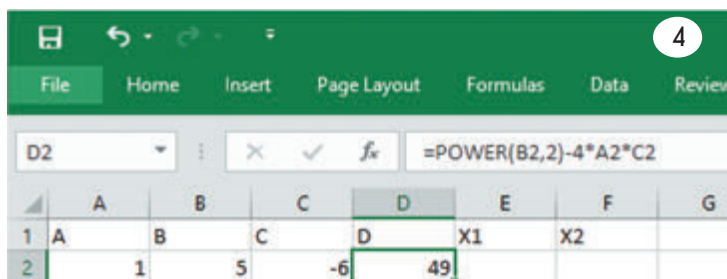 4
File Home Insert Page Layout Formulas Data Review
D2 fx =POWER(B2,2)-4*A2*C2
A B C D E F G
1 A B C D X1 X2
2 1 5 -6 49